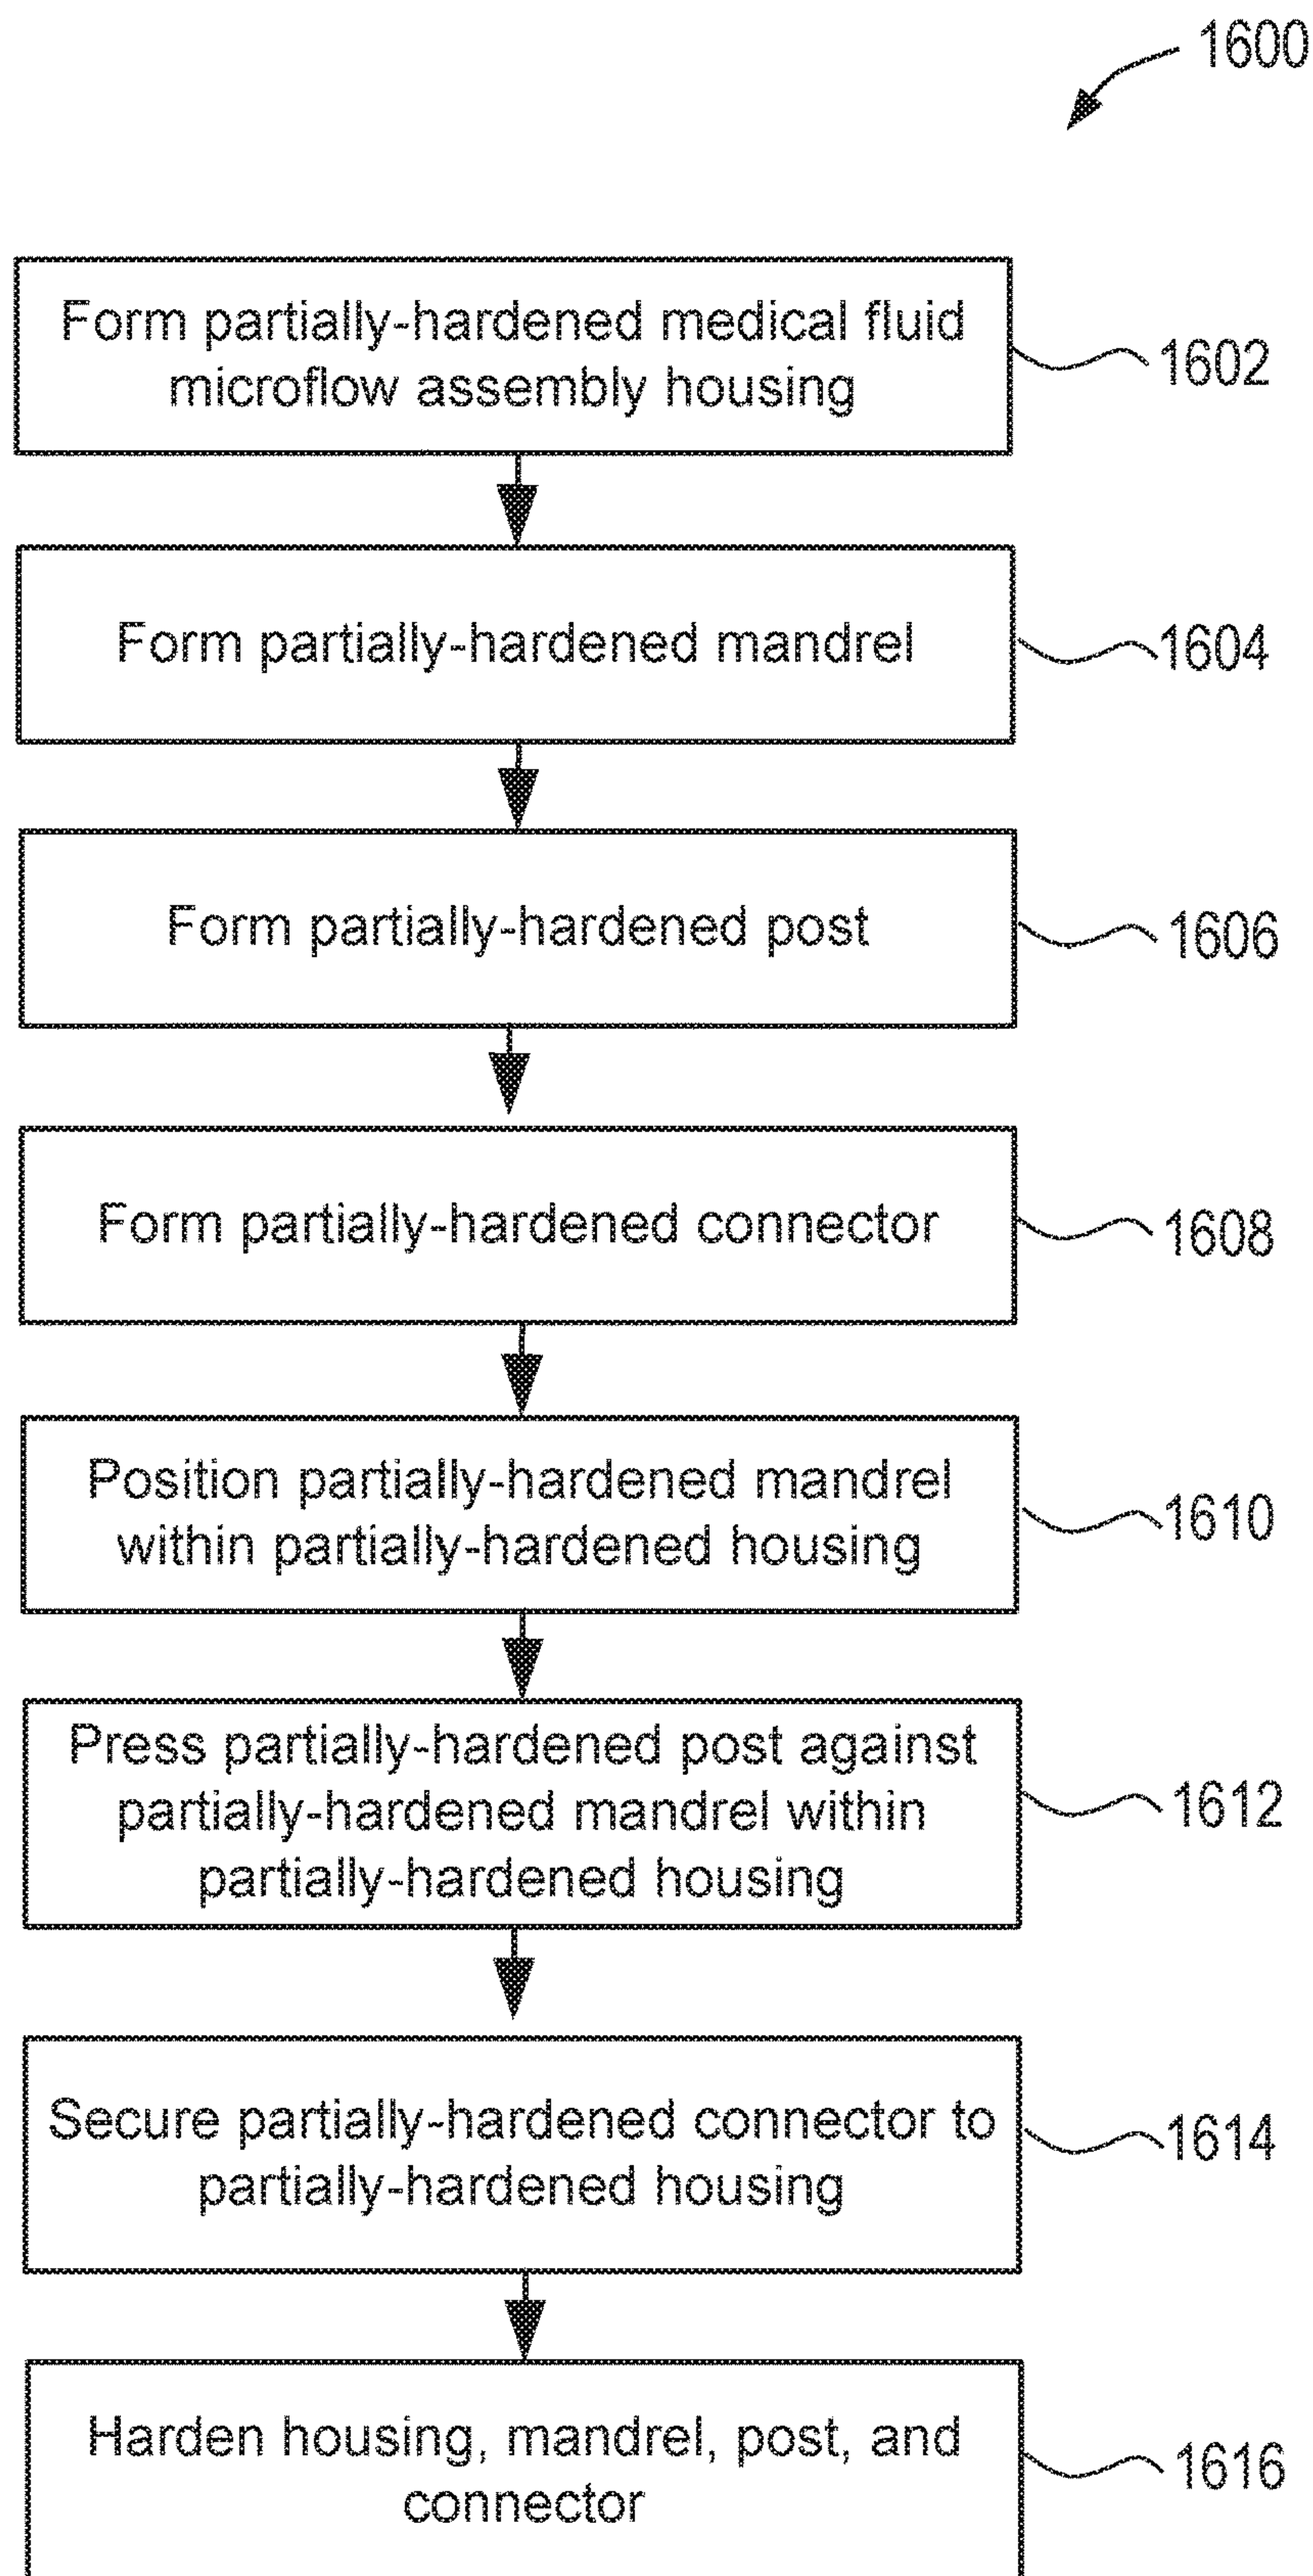 1600
Form partially-hardened medical fluid
microflow assembly housing
1602
Form partially-hardened mandrel
1604
Form partially-hardened post
1606
Form partially-hardened connector
1608
Position partially-hardened mandrel
within partially-hardened housing
1610
Press partially-hardened post against
partially-hardened mandrel within
partially-hardened housing
1612
Secure partially-hardened connector to
partially-hardened housing
1614
Harden housing, mandrel, post, and
connector
1616